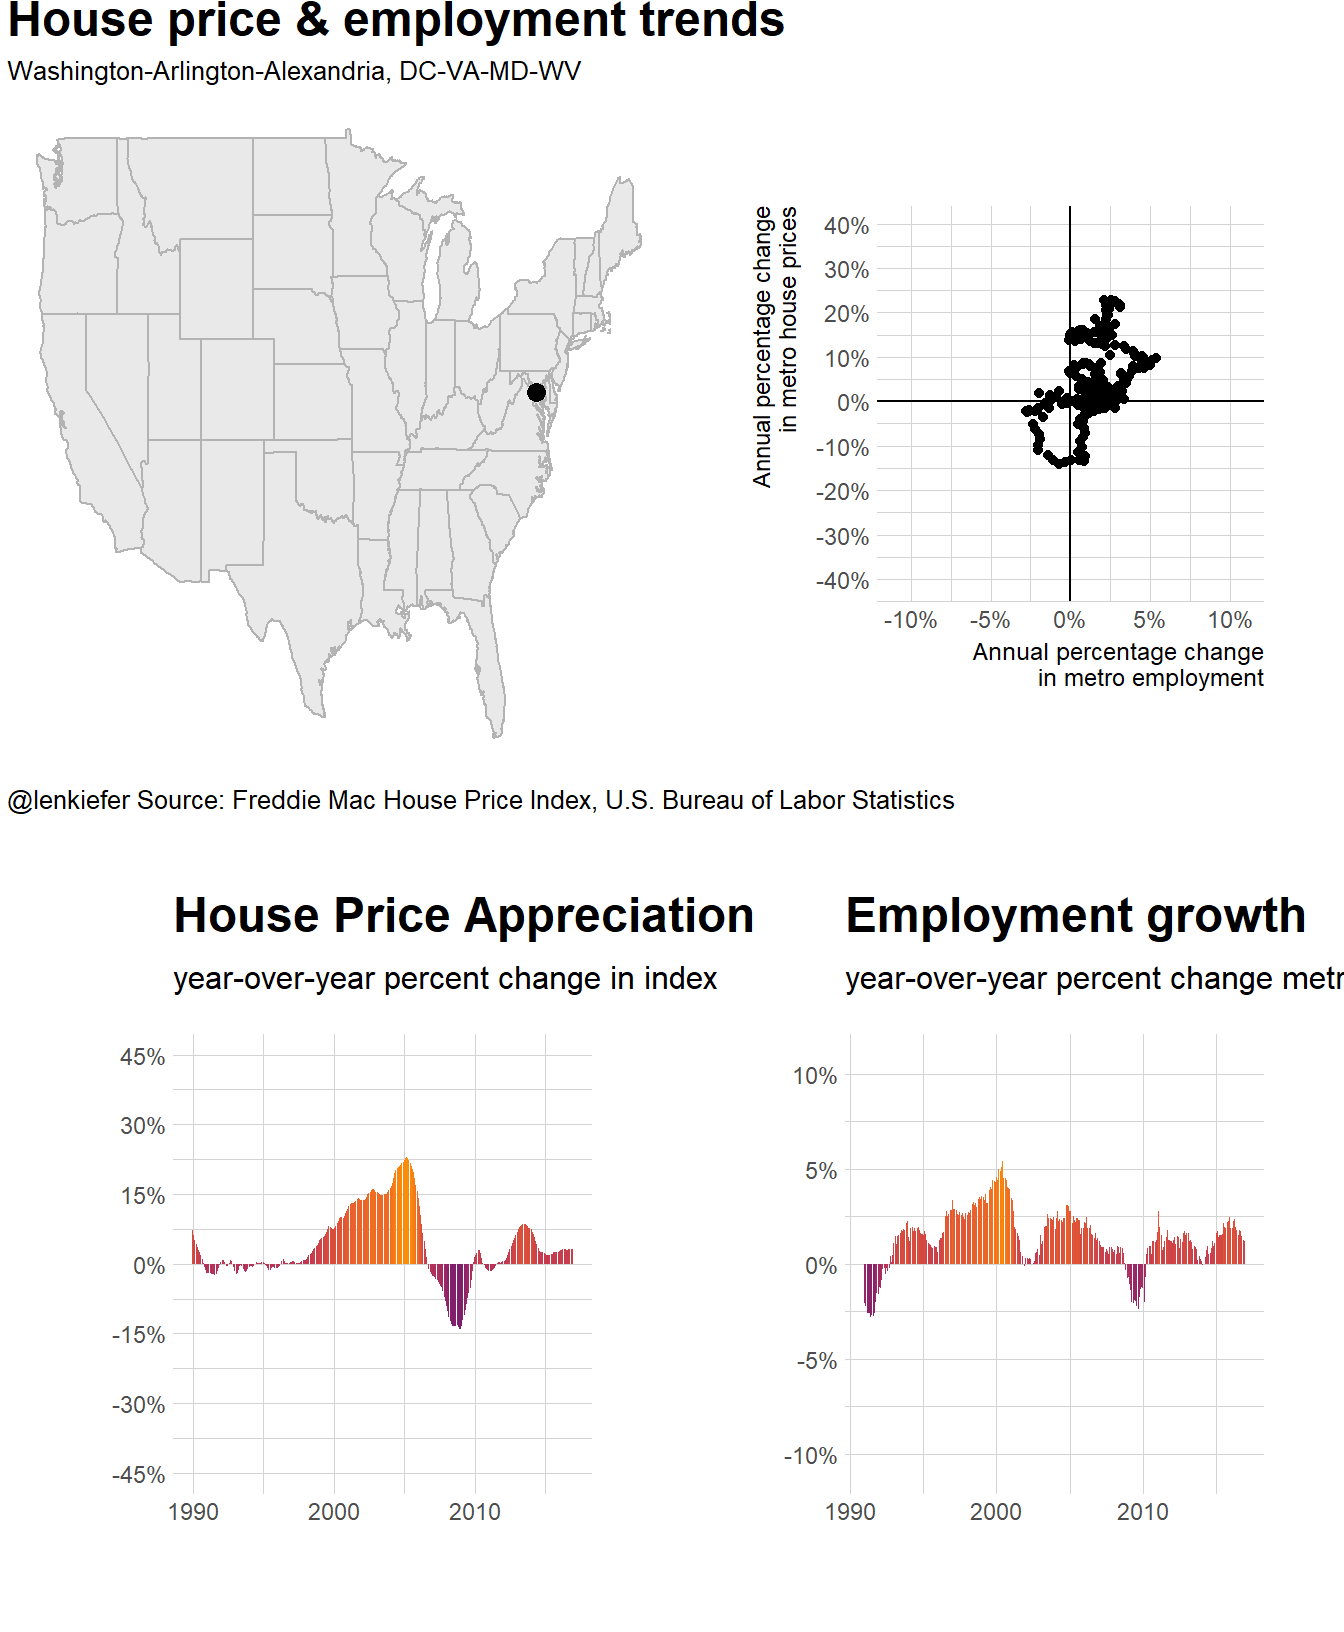 House price & employment trends
Washington-Arlington-Alexandria, DC-VA-MD-WV
Annual percentage change
in metro house prices
40%
30%
20%
10%
0%
-10%
-20%
-30%
-40%
-10% -5% 0% 5% 10%
Annual percentage change
in metro employment
@lenkiefer Source: Freddie Mac House Price Index, U.S. Bureau of Labor Statistics
House Price Appreciation
year-over-year percent change in index
45%
30%
15%
0%
-15%
-30%
-45%
1990 2000 2010
Employment growth
year-over-year percent change metr
10%
5%
0%
-5%
-10%
1990 2000 2010